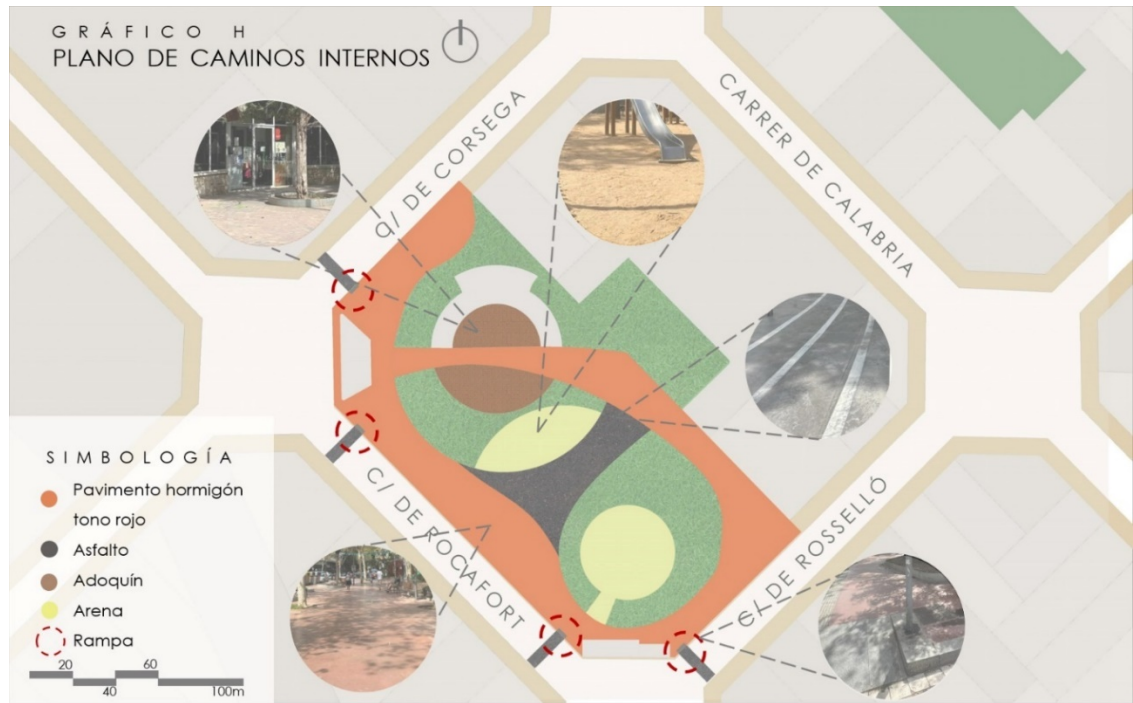 GRÁFICO H
PLANO DE CAMINOS INTERNOS
C/ DE CORSEGA
CARRER DE CALABRIA
C/ DE ROCAFORT
C/ DE ROSSELLÓ
SIMBOLOGÍA
Pavimento hormigón
tono rojo
Asfalto
Adoquín
Arena
Rampa
20 60
40 100m